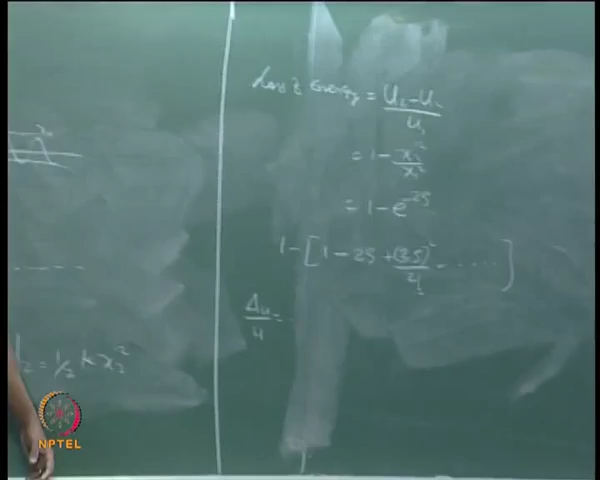 Loss of energy = U₂ - U₁ / U₁
= 1 - x₂² / x₁²
= 1 - e^-2δ
1 - [1 - 2δ + (2δ)² / 2! - ......]
Δu / u =
------
U₂ = ½ k x₂²
NPTEL